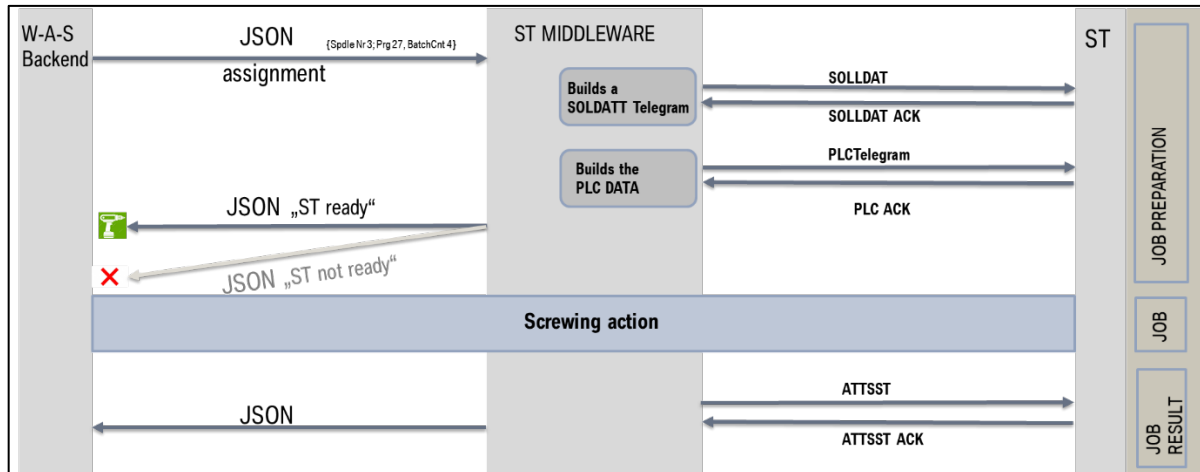 W-A-S
Backend
JSON
{Spdle Nr 3; Prg 27, BatchCnt 4}
assignment
ST MIDDLEWARE
ST
Builds a
SOLDATT Telegram
SOLLDAT
SOLLDAT ACK
Builds the
PLC DATA
PLCTelegram
PLC ACK
JSON „ST ready“
JSON „ST not ready“
JOB PREPARATION
Screwing action
JOB
JSON
ATTSST
ATTSST ACK
JOB
RESULT